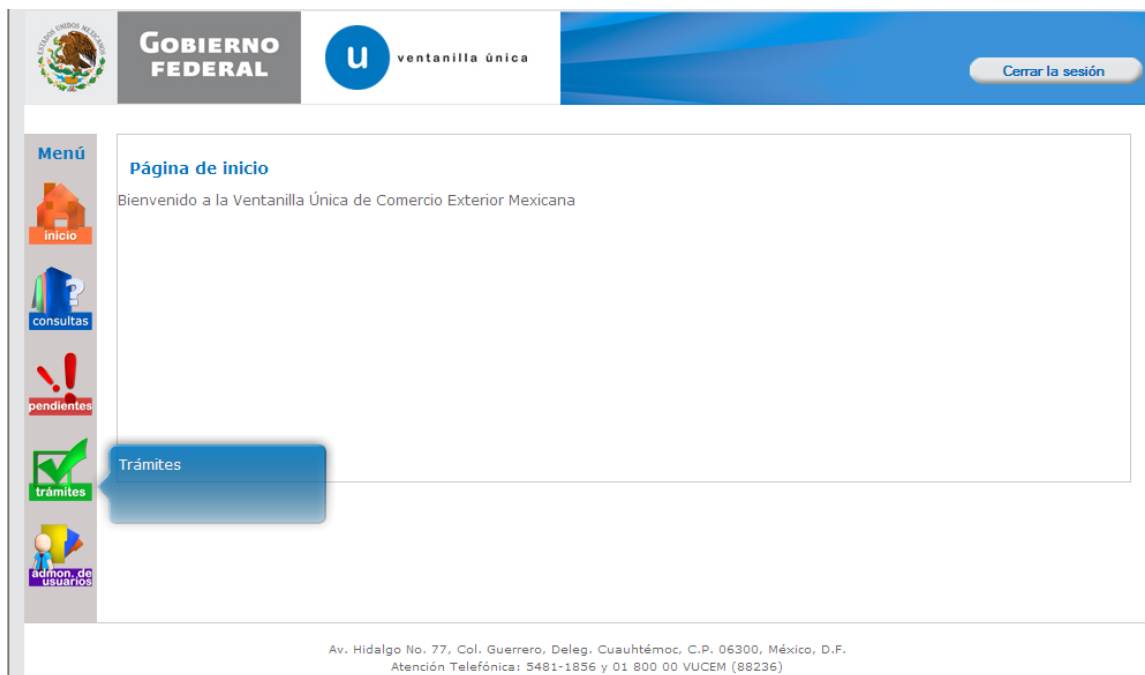 ESTADOS UNIDOS MEXICANOS
GOBIERNO
FEDERAL
u
ventanilla única
Cerrar la sesión
Menú
inicio
consultas
pendientes
trámites
admon. de
usuarios
Página de inicio
Bienvenido a la Ventanilla Única de Comercio Exterior Mexicana
Trámites
Av. Hidalgo No. 77, Col. Guerrero, Deleg. Cuauhtémoc, C.P. 06300, México, D.F.
Atención Telefónica: 5481-1856 y 01 800 00 VUCEM (88236)